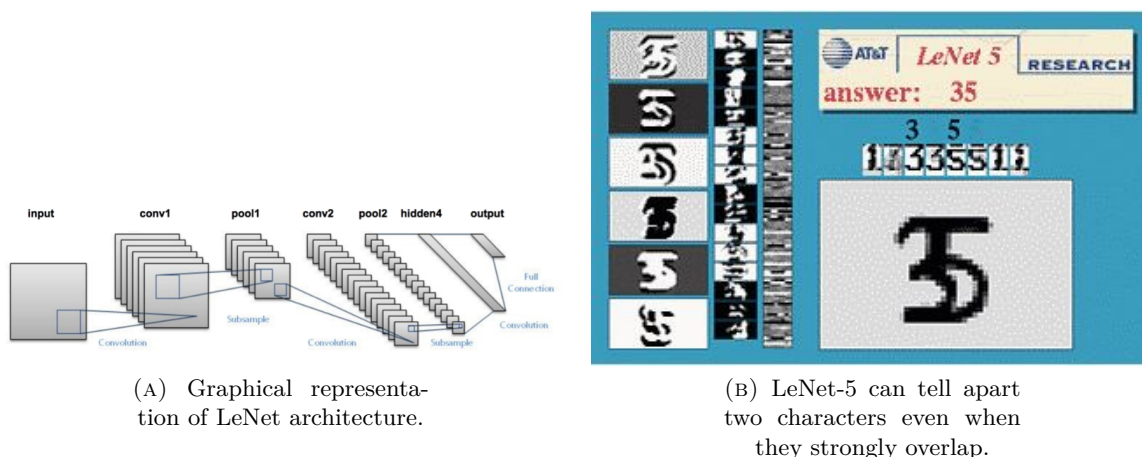 input conv1 pool1 conv2 pool2 hidden4 output
Full
Connection
Subsample
Convolution
Convolution
Convolution
Subsample
(A) Graphical representa-
tion of LeNet architecture.
AT&T LeNet 5 RESEARCH
answer: 35
3 5
35
(B) LeNet-5 can tell apart
two characters even when
they strongly overlap.